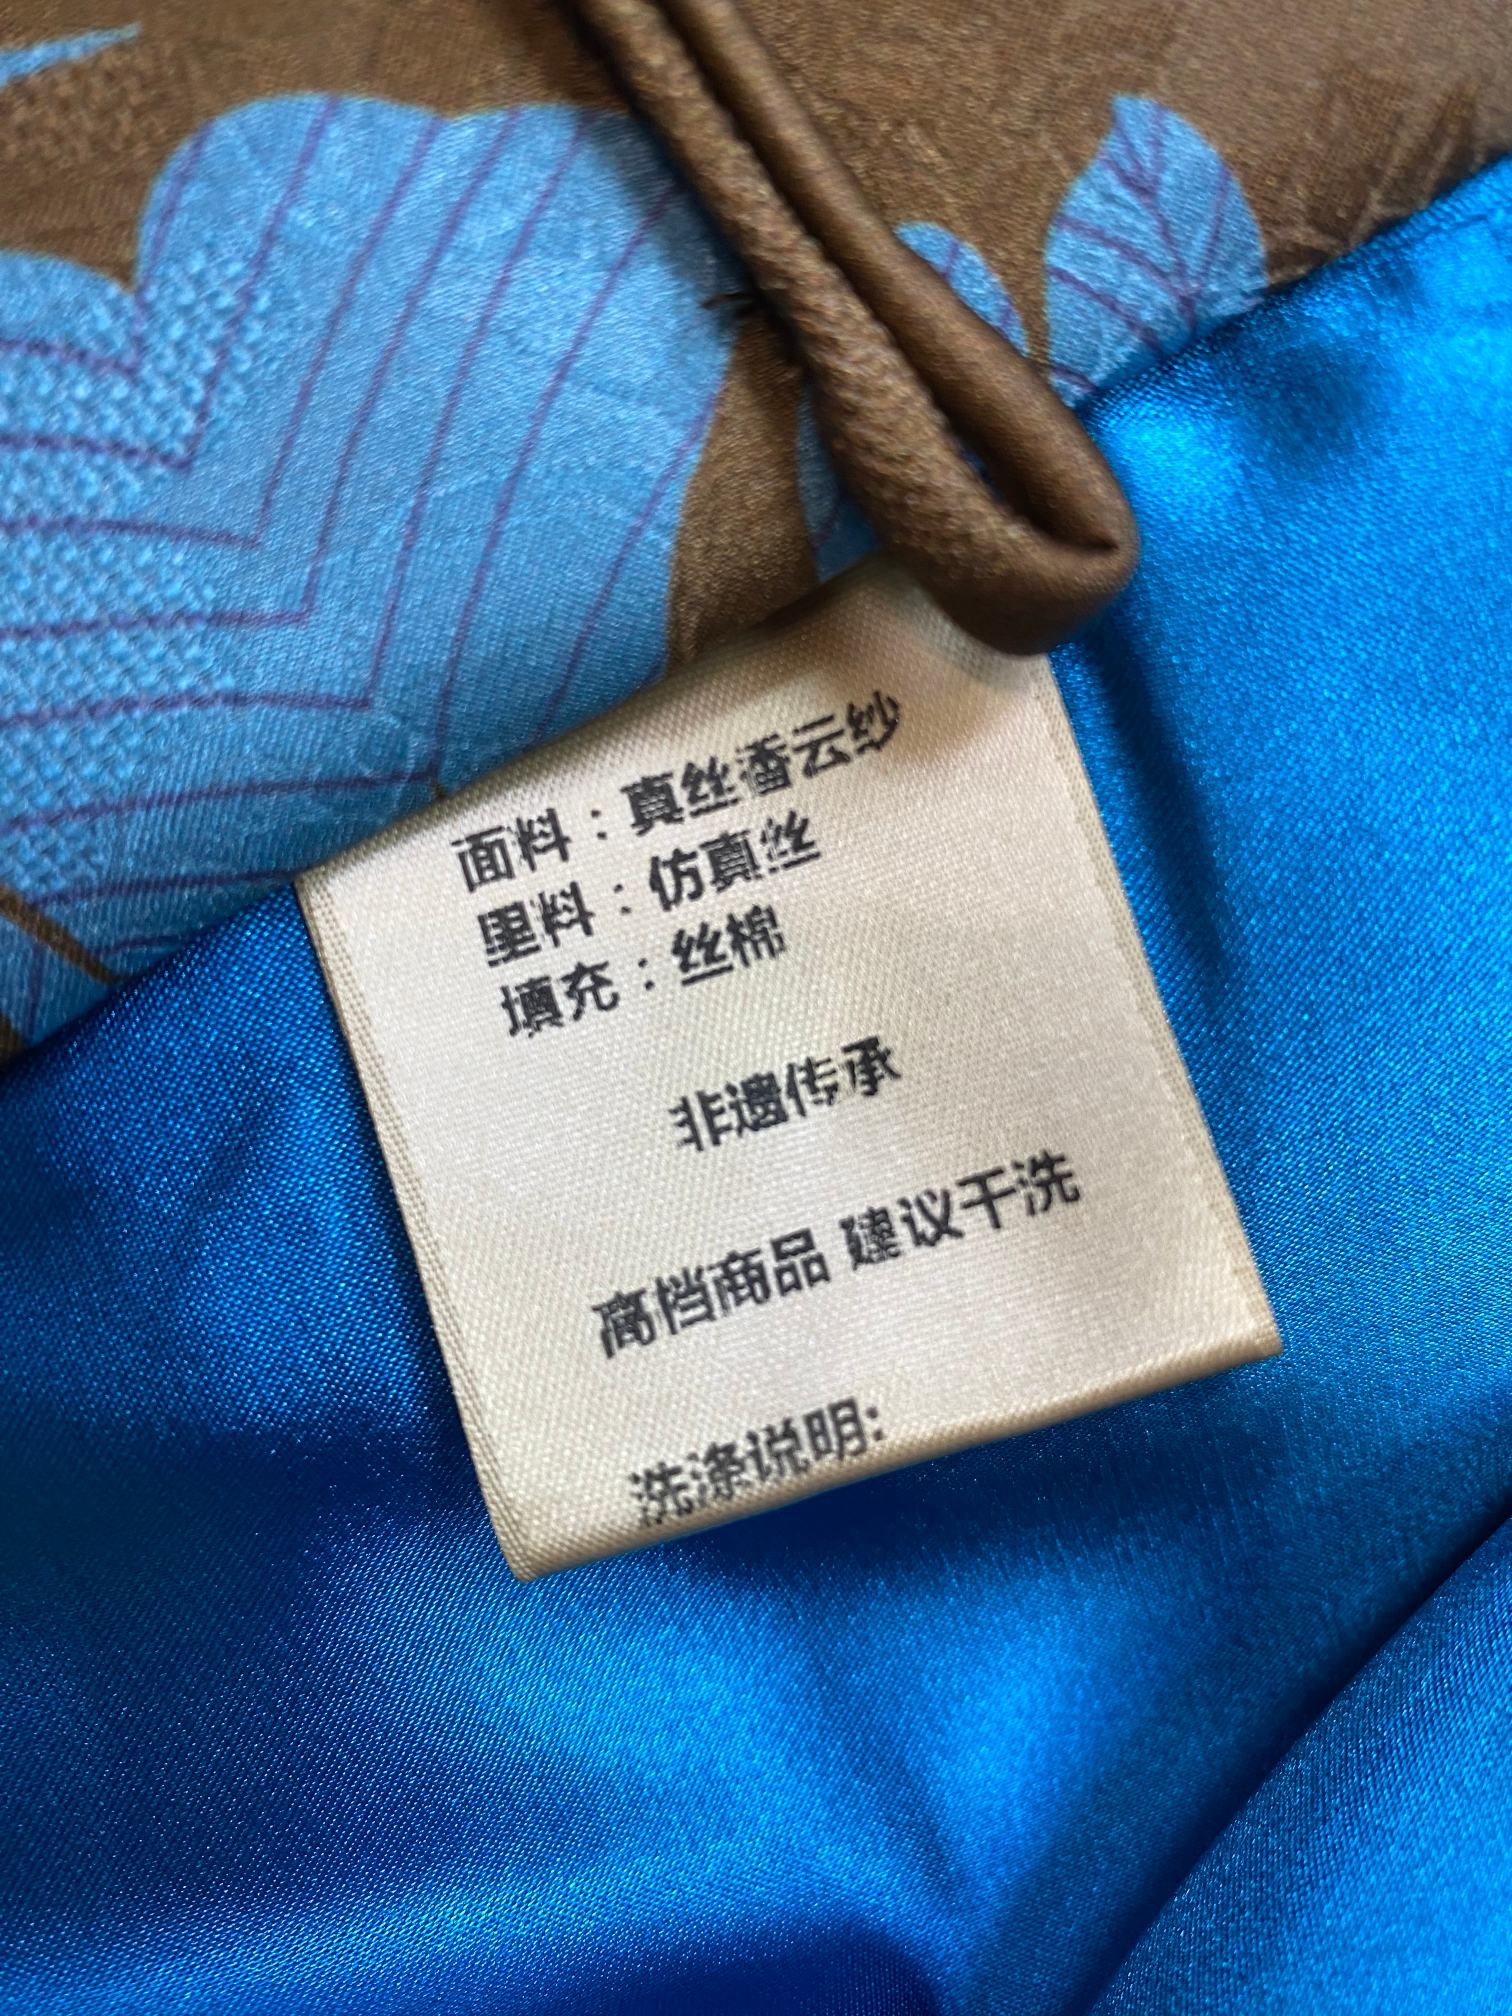 面料：真丝香云纱
里料：仿真丝
填充：丝棉
非遗传承
高档商品 建议干洗
洗涤说明: